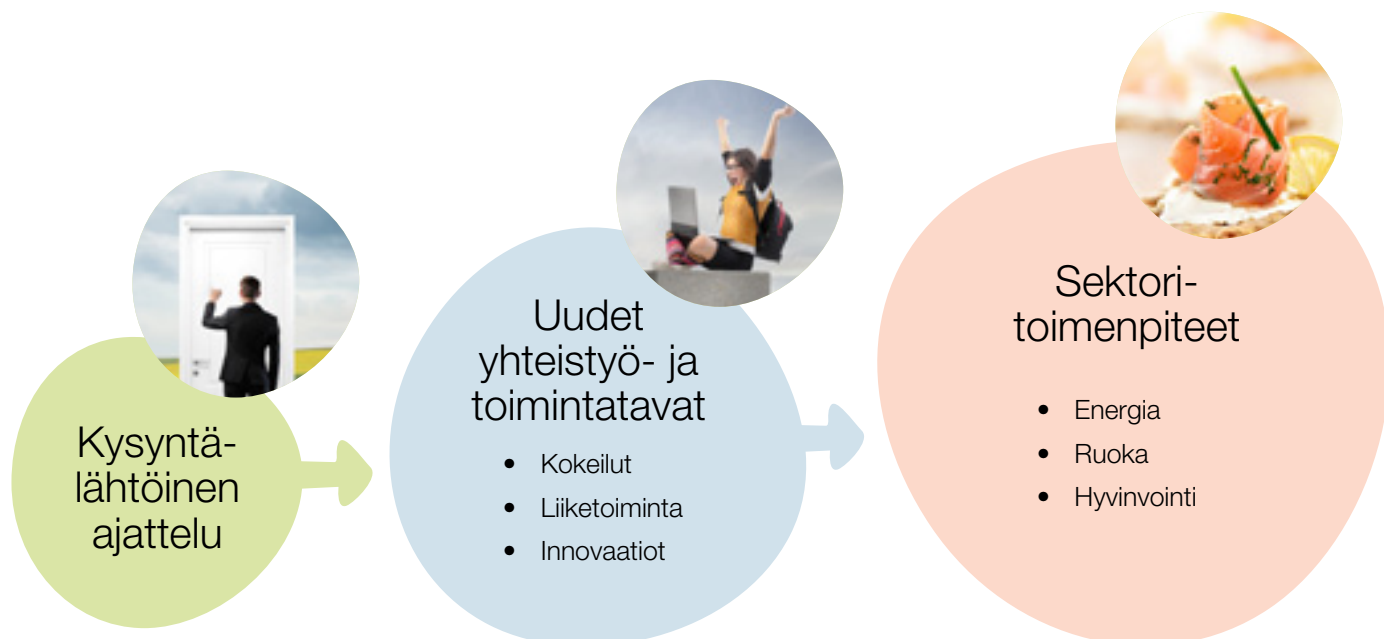 Kysyntä-
lähtöinen
ajattelu
Uudet
yhteistyö- ja
toimintatavat
• Kokeilut
• Liiketoiminta
• Innovaatiot
Sektori-
toimenpiteet
• Energia
• Ruoka
• Hyvinvointi